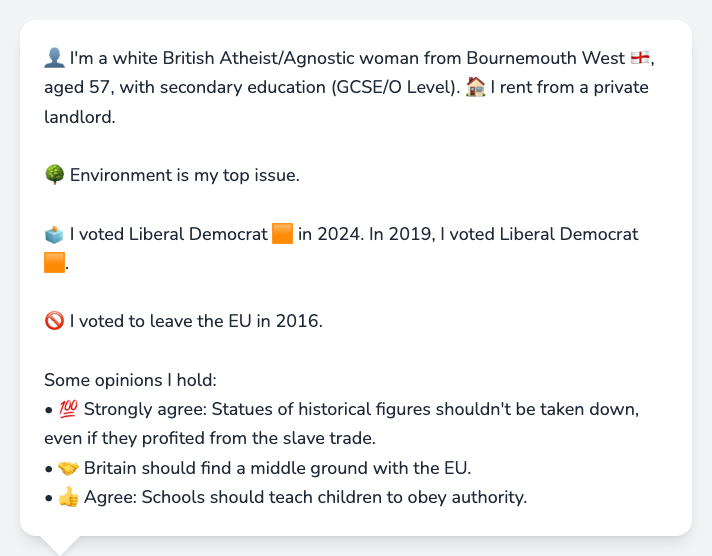 👤 I'm a white British Atheist/Agnostic woman from Bournemouth West 🏴󠁧󠁢󠁥󠁮󠁧󠁿,
aged 57, with secondary education (GCSE/O Level). 🏠 I rent from a private
landlord.
🌳 Environment is my top issue.
🗳️ I voted Liberal Democrat 🟧 in 2024. In 2019, I voted Liberal Democrat
🟧.
🚫 I voted to leave the EU in 2016.
Some opinions I hold:
• 💯 Strongly agree: Statues of historical figures shouldn't be taken down,
even if they profited from the slave trade.
• 🤝 Britain should find a middle ground with the EU.
• 👍 Agree: Schools should teach children to obey authority.